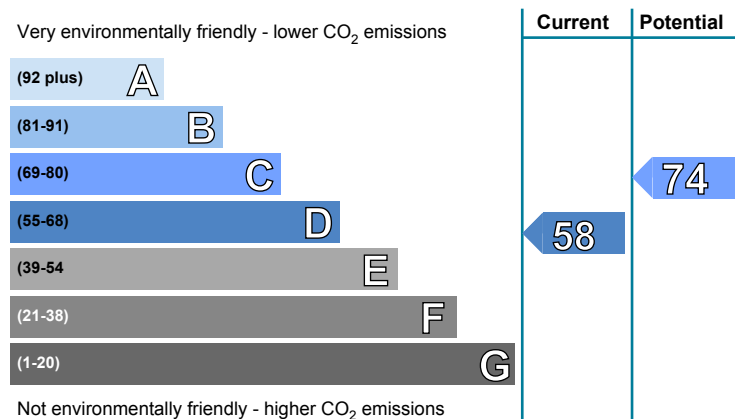 Very environmentally friendly - lower CO2 emissions
Current
Potential
(92 plus) A
(81-91) B
(69-80) C
(55-68) D
(39-54 E
(21-38) F
(1-20) G
58
74
Not environmentally friendly - higher CO2 emissions